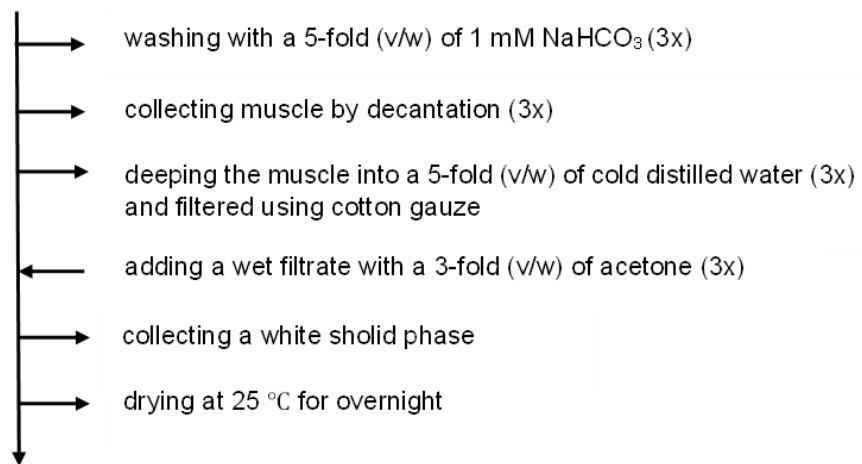 washing with a 5-fold (v/w) of 1 mM NaHCO₃ (3x)
collecting muscle by decantation (3x)
deeping the muscle into a 5-fold (v/w) of cold distilled water (3x)
and filtered using cotton gauze
adding a wet filtrate with a 3-fold (v/w) of acetone (3x)
collecting a white sholid phase
drying at 25 °C for overnight